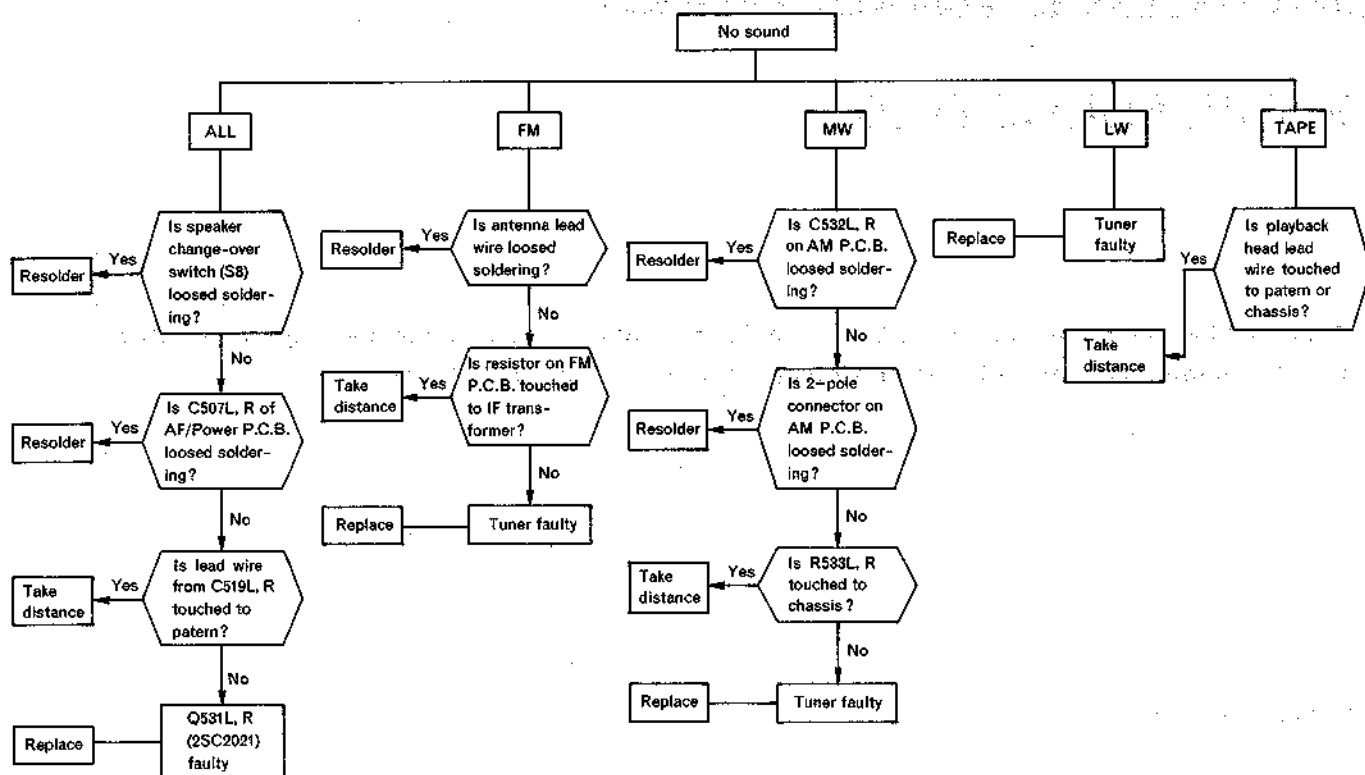 No sound
ALL
FM
MW
LW
TAPE
Is speaker
change-over
switch (S8)
loosed solder-
ing?
Yes
Resolder
No
Is C507L, R of
AF/Power P.C.B.
loosed solder-
ing?
Yes
Resolder
No
Is lead wire
from C519L, R
touched to
patern?
Yes
Take
distance
No
Q531L, R
(2SC2021)
faulty
Replace
Is antenna lead
wire loosed
soldering?
Yes
Resolder
No
Is resistor on FM
P.C.B. touched
to IF trans-
former?
Yes
Take
distance
No
Tuner faulty
Replace
Is C532L, R
on AM P.C.B.
loosed solder-
ing?
Yes
Resolder
No
Is 2-pole
connector on
AM P.C.B.
loosed solder-
ing?
Yes
Resolder
No
Is R533L, R
touched to
chassis?
Yes
Take
distance
No
Tuner faulty
Replace
Tuner
faulty
Replace
Is playback
head lead
wire touched
to patern or
chassis?
Yes
Take
distance